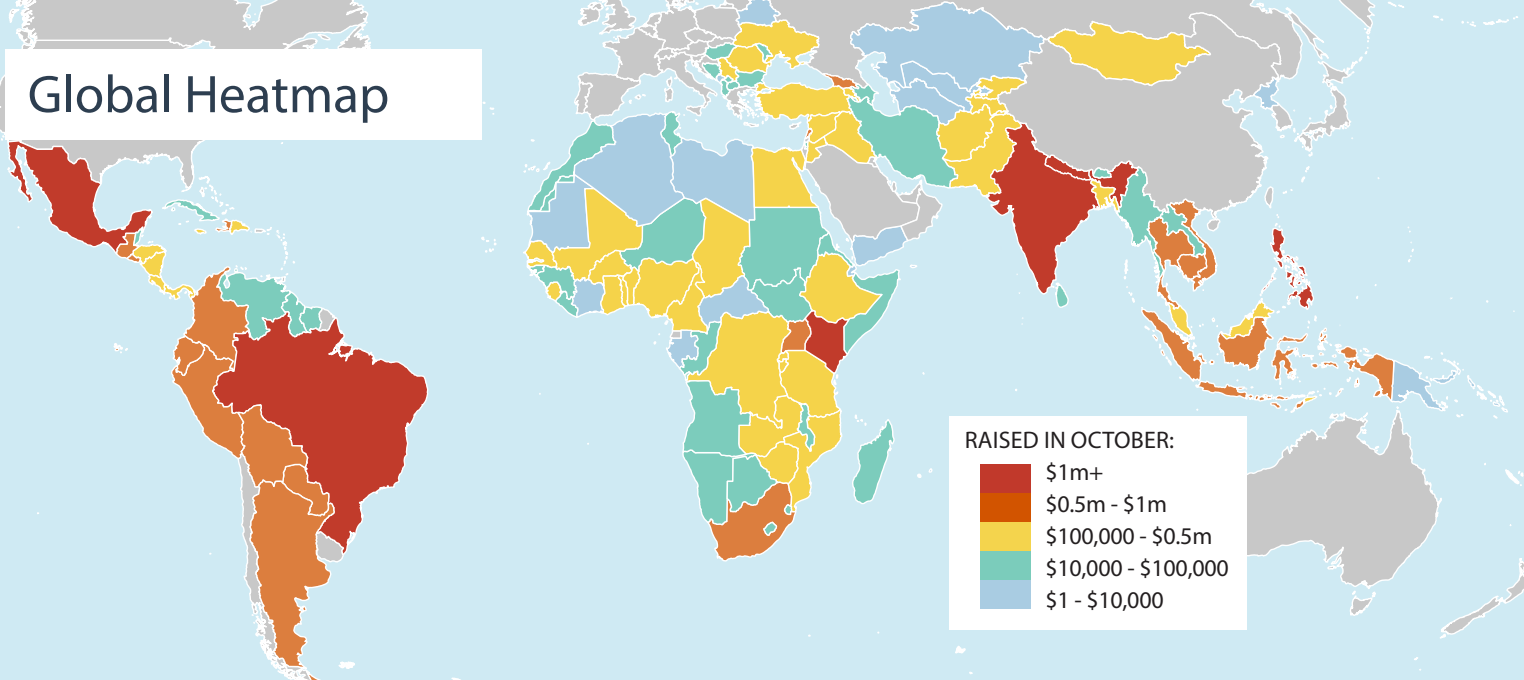 Global Heatmap
RAISED IN OCTOBER:
$1m+
$0.5m - $1m
$100,000 - $0.5m
$10,000 - $100,000
$1 - $10,000